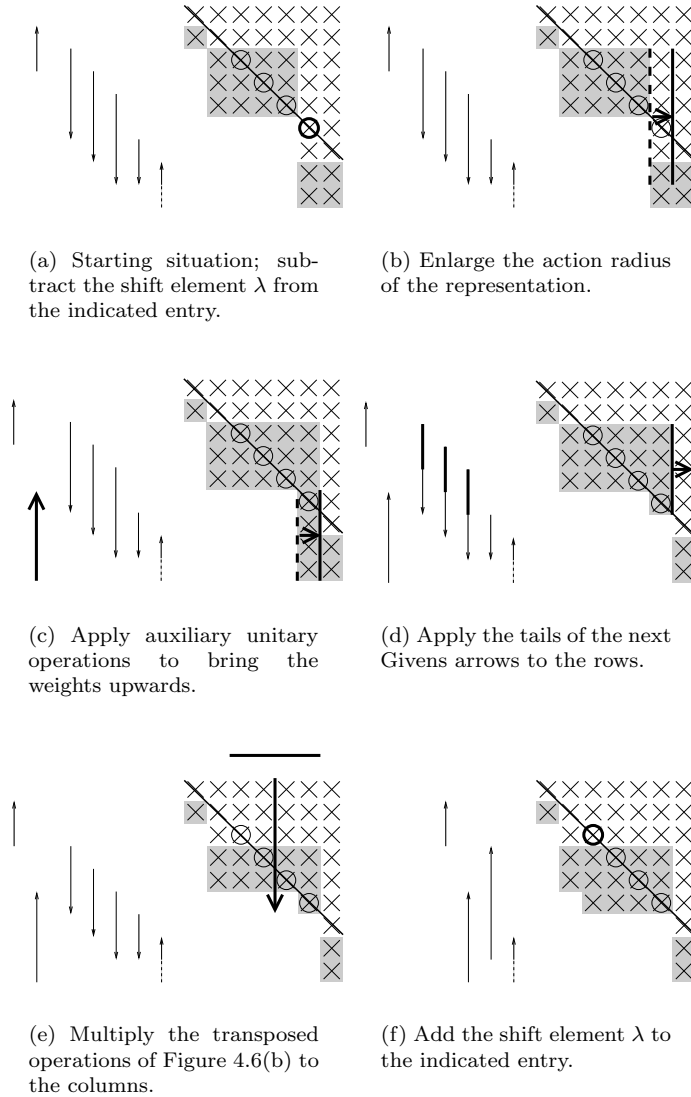 (a) Starting situation; sub-
tract the shift element λ from
the indicated entry.
(b) Enlarge the action radius
of the representation.
(c) Apply auxiliary unitary
operations to bring the
weights upwards.
(d) Apply the tails of the next
Givens arrows to the rows.
(e) Multiply the transposed
operations of Figure 4.6(b) to
the columns.
(f) Add the shift element λ to
the indicated entry.